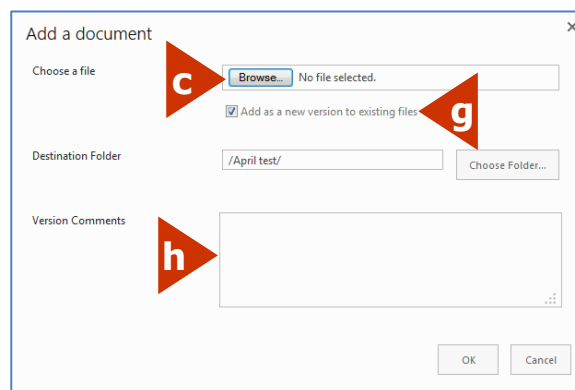 Add a document
Choose a file
c
Browse... No file selected.
Add as a new version to existing files
g
Destination Folder
/April test/
Choose Folder...
Version Comments
h
OK
Cancel